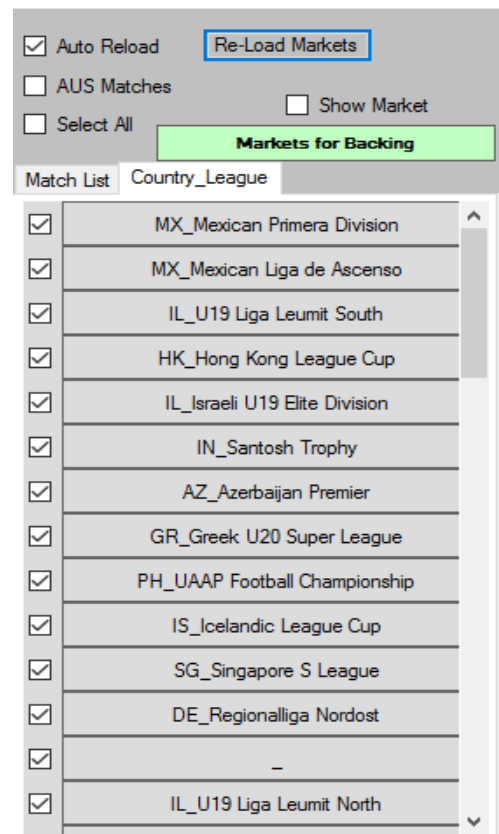 Auto Reload
Re-Load Markets
AUS Matches
Show Market
Select All
Markets for Backing
Match List
Country_League
MX_Mexican Primera Division
MX_Mexican Liga de Ascenso
IL_U19 Liga Leumit South
HK_Hong Kong League Cup
IL_Israeli U19 Elite Division
IN_Santosh Trophy
AZ_Azerbaijan Premier
GR_Greek U20 Super League
PH_UAAP Football Championship
IS_Icelandic League Cup
SG_Singapore S League
DE_Regionalliga Nordost
_
IL_U19 Liga Leumit North